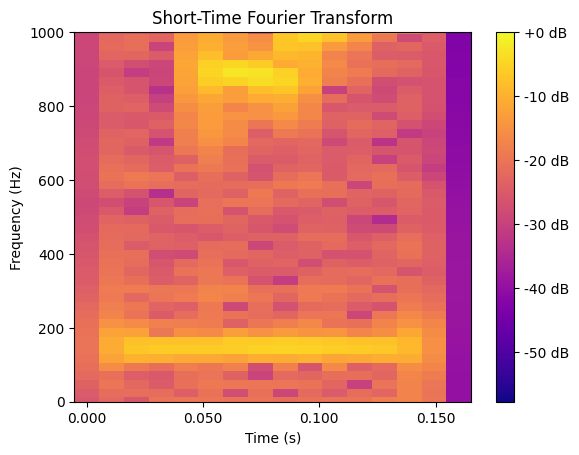 Short-Time Fourier Transform
1000
800
600
400
200
0
Frequency (Hz)
0.000
0.050
0.100
0.150
Time (s)
+0 dB
-10 dB
-20 dB
-30 dB
-40 dB
-50 dB